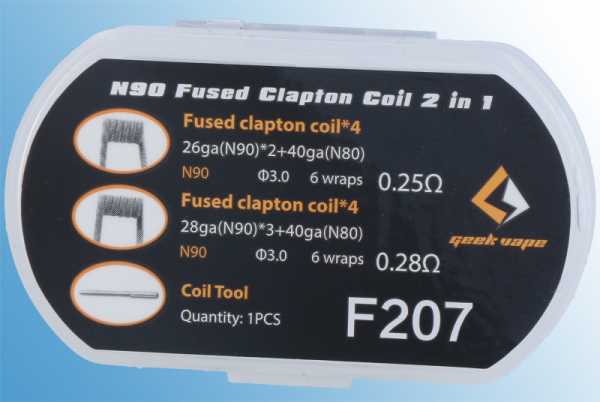 N90 Fused Clapton Coil 2 in 1
Fused clapton coil*4
26ga(N90)*2+40ga(N80)
N90 Φ3.0 6 wraps 0.25Ω
Fused clapton coil*4
28ga(N90)*3+40ga(N80)
N90 Φ3.0 6 wraps 0.28Ω
geek vape
Coil Tool
Quantity: 1PCS
F207